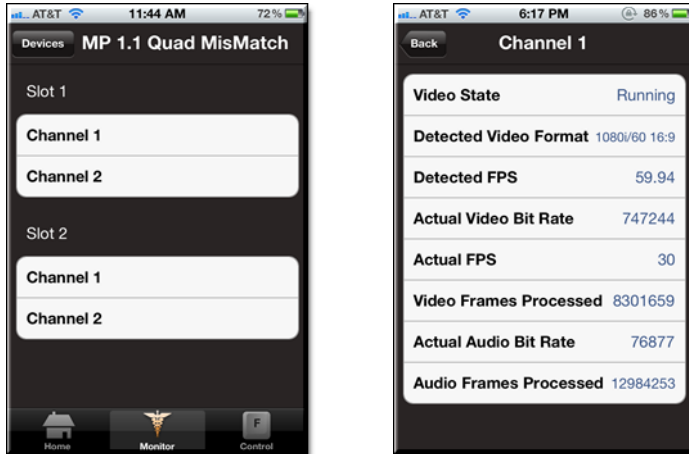 AT&T 11:44 AM 72%
Devices MP 1.1 Quad MisMatch
Slot 1
Channel 1
Channel 2
Slot 2
Channel 1
Channel 2
Home Monitor F Control
AT&T 6:17 PM 86%
Back Channel 1
Video State Running
Detected Video Format 1080i/60 16:9
Detected FPS 59.94
Actual Video Bit Rate 747244
Actual FPS 30
Video Frames Processed 8301659
Actual Audio Bit Rate 76877
Audio Frames Processed 12984253